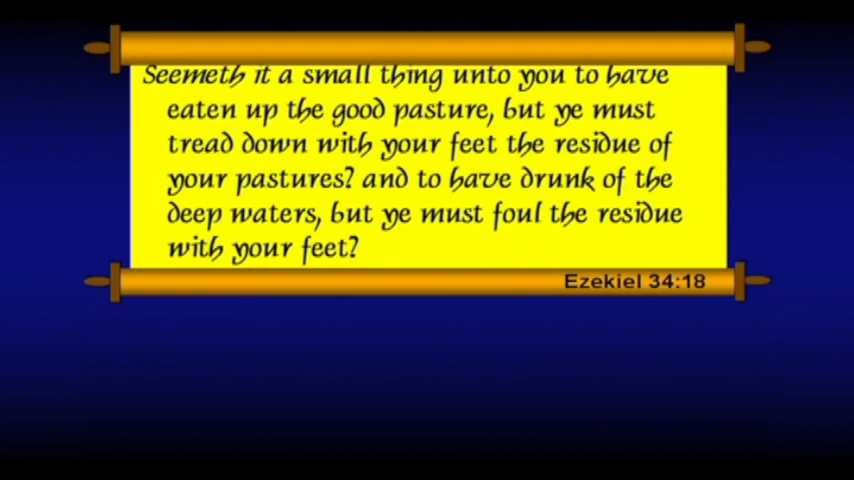 Seemeth it a small thing unto you to have
eaten up the good pasture, but ye must
tread down with your feet the residue of
your pastures? and to have drunk of the
deep waters, but ye must foul the residue
with your feet?
Ezekiel 34:18